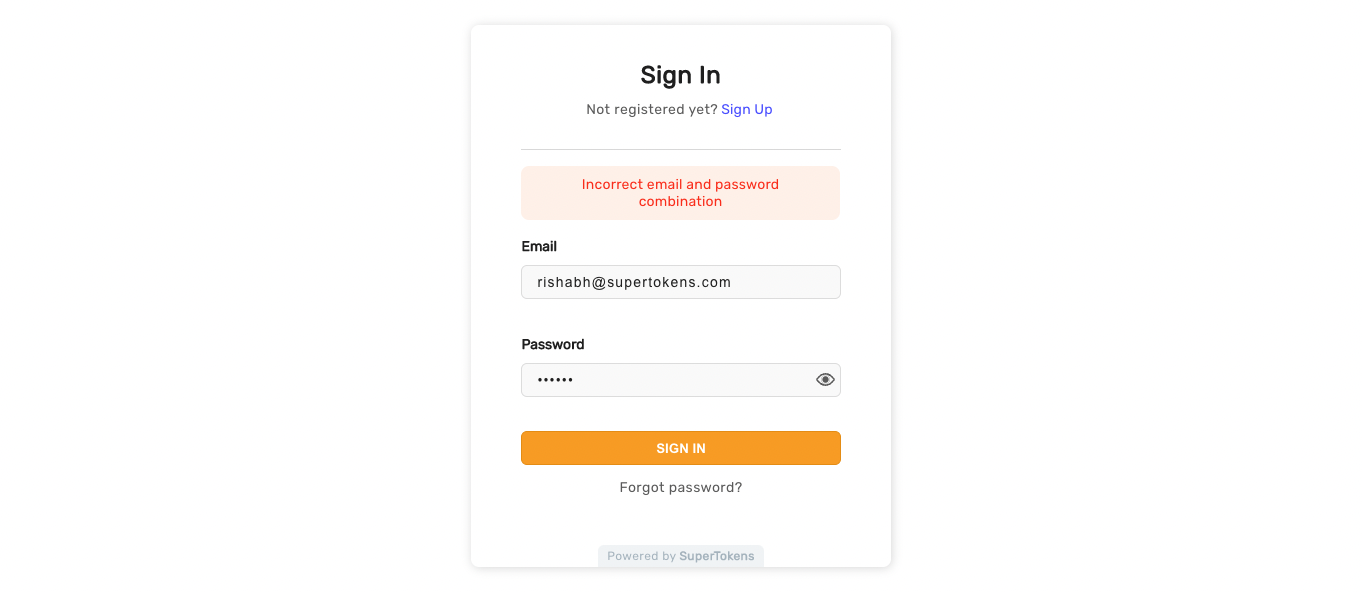 Sign In
Not registered yet? Sign Up
Incorrect email and password
combination
Email
rishabh@supertokens.com
Password
••••••
SIGN IN
Forgot password?
Powered by SuperTokens